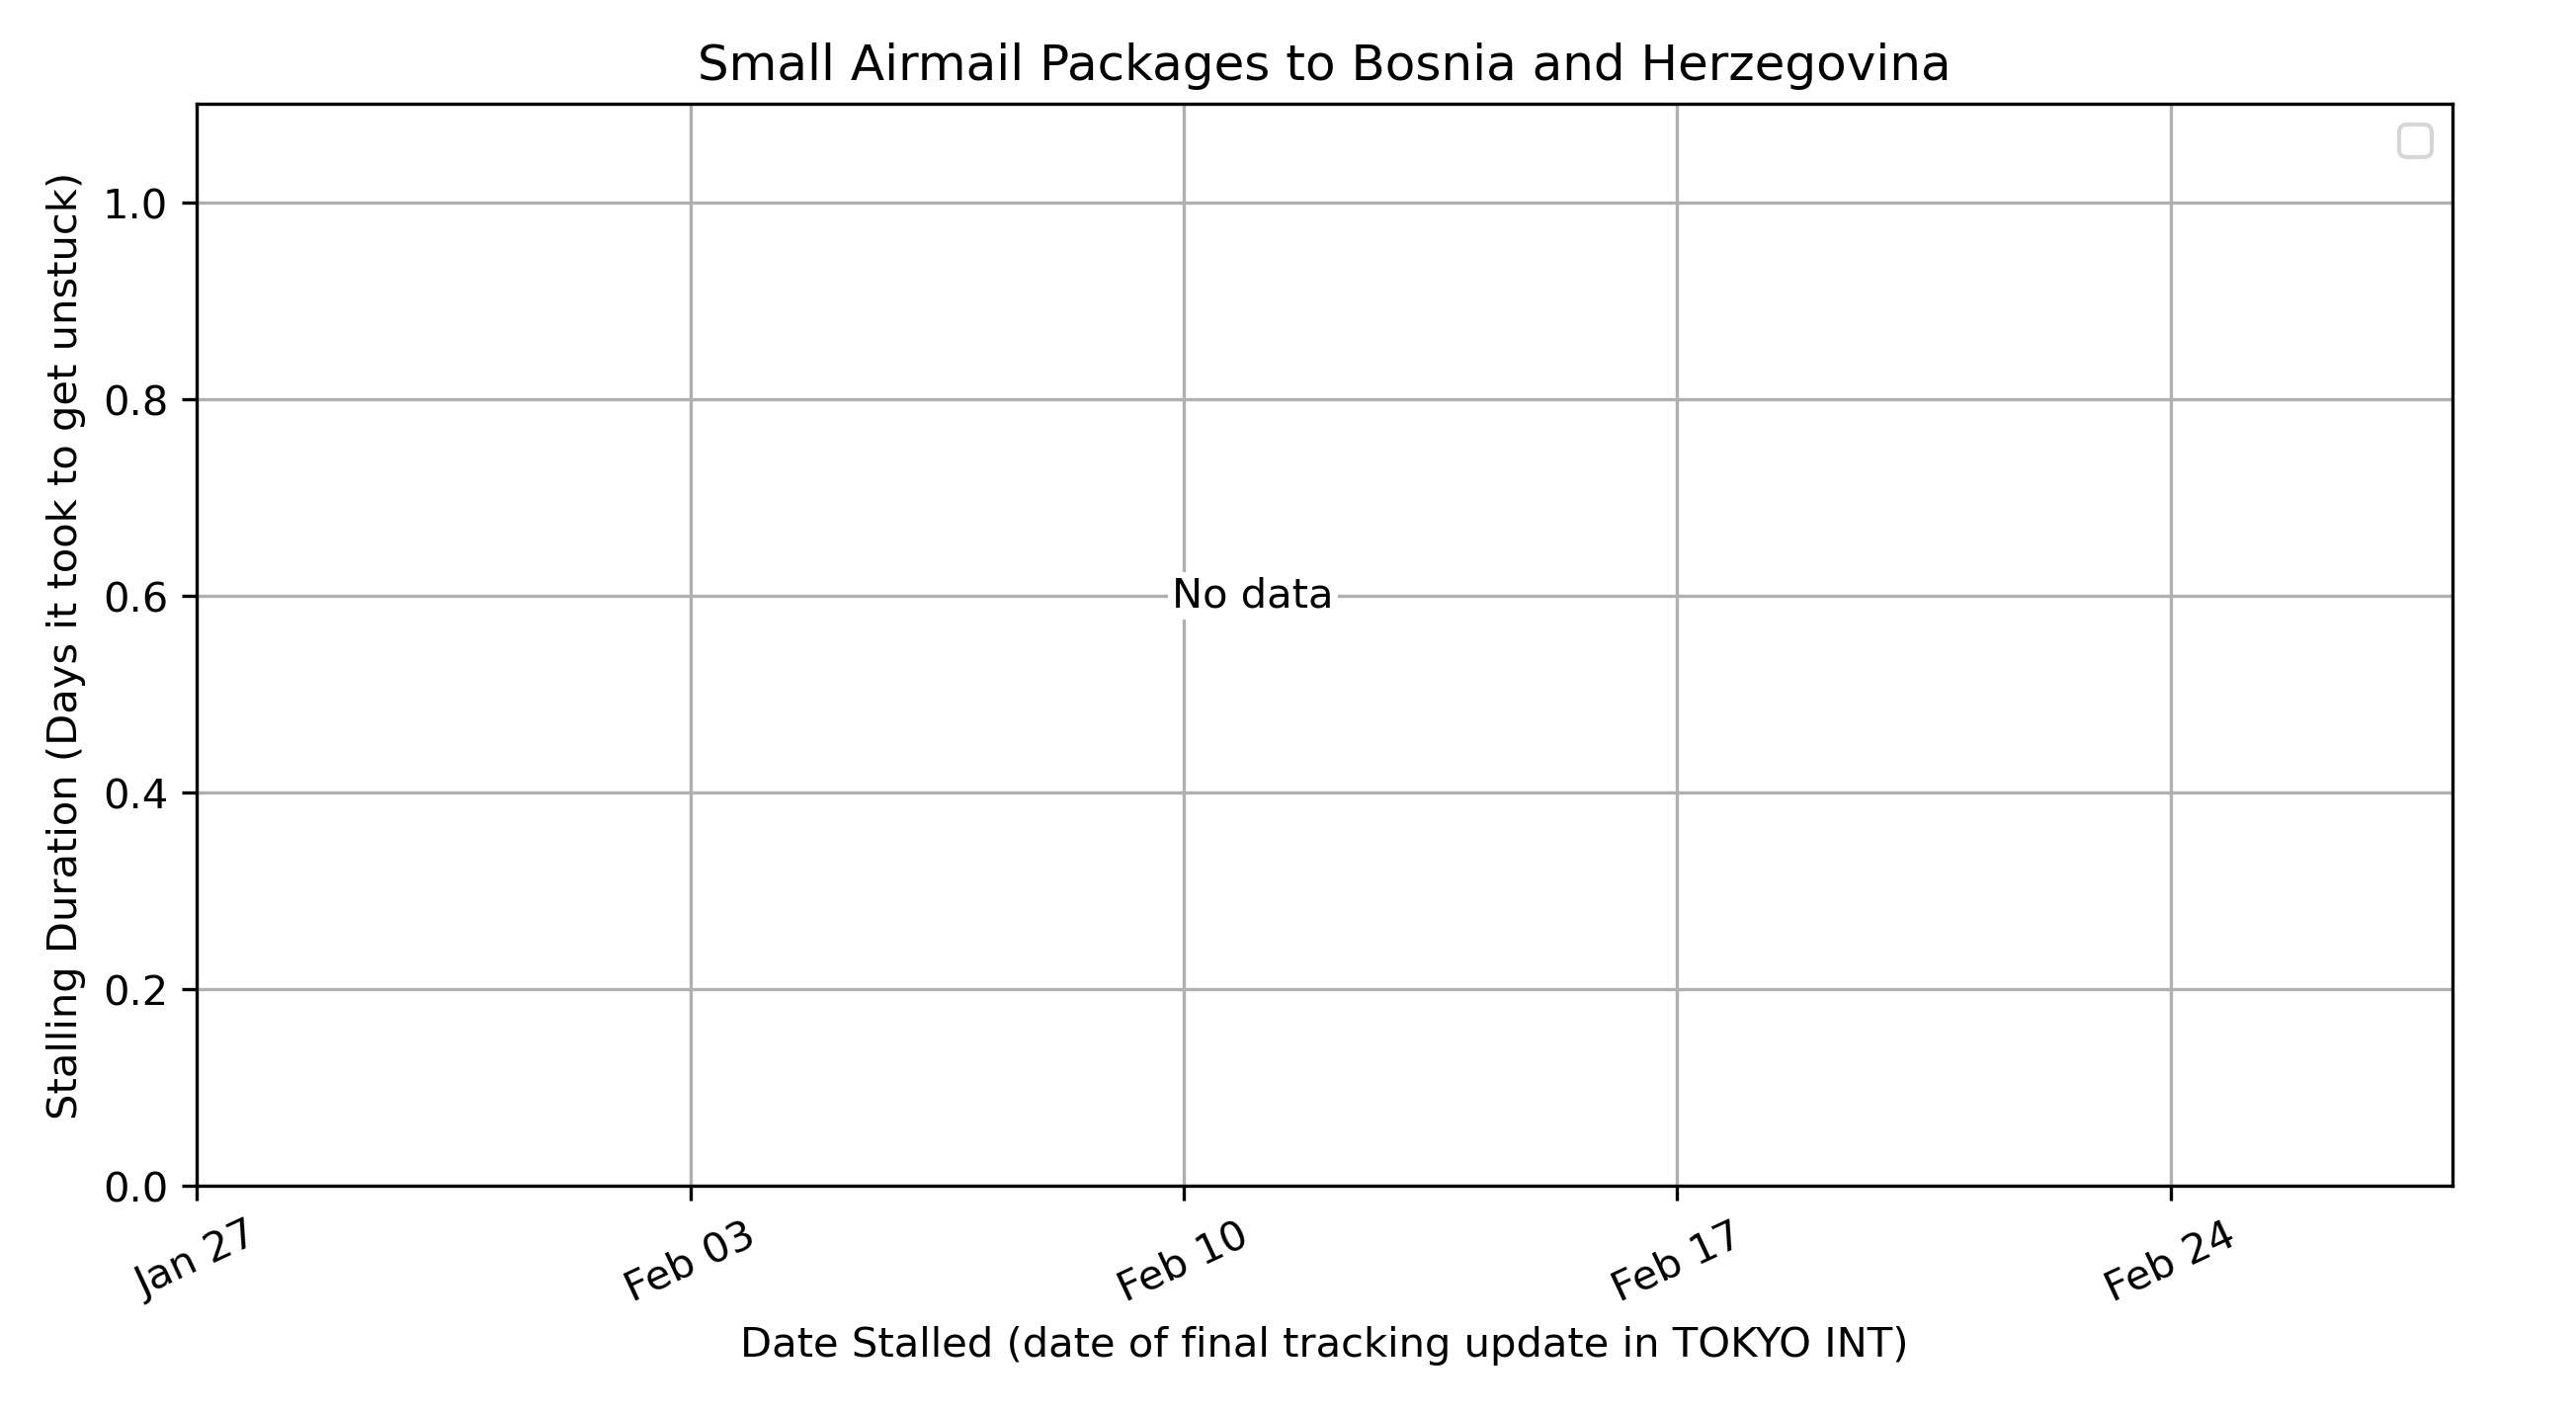 Small Airmail Packages to Bosnia and Herzegovina
Stalling Duration (Days it took to get unstuck)
1.0
0.8
0.6
0.4
0.2
0.0
No data
Jan 27
Feb 03
Feb 10
Feb 17
Feb 24
Date Stalled (date of final tracking update in TOKYO INT)